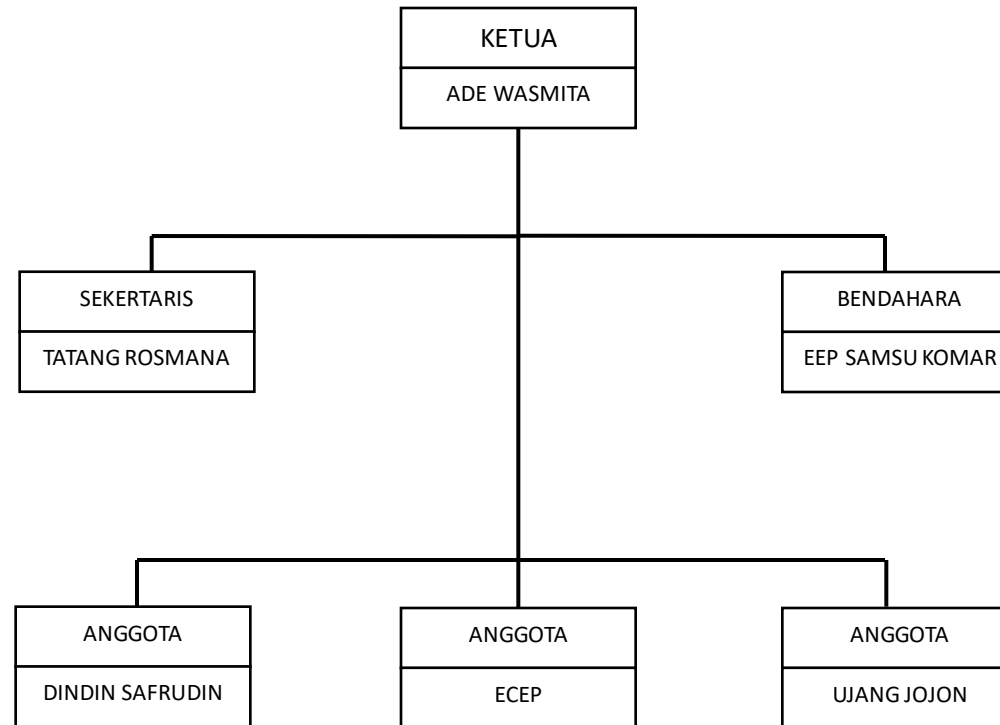 KETUA
ADE WASMITA
SEKERTARIS
BENDAHARA
TATANG ROSMANA
EEP SAMSU KOMAR
ANGGOTA
ANGGOTA
ANGGOTA
DINDIN SAFRUDIN
ECEP
UJANG JOJON